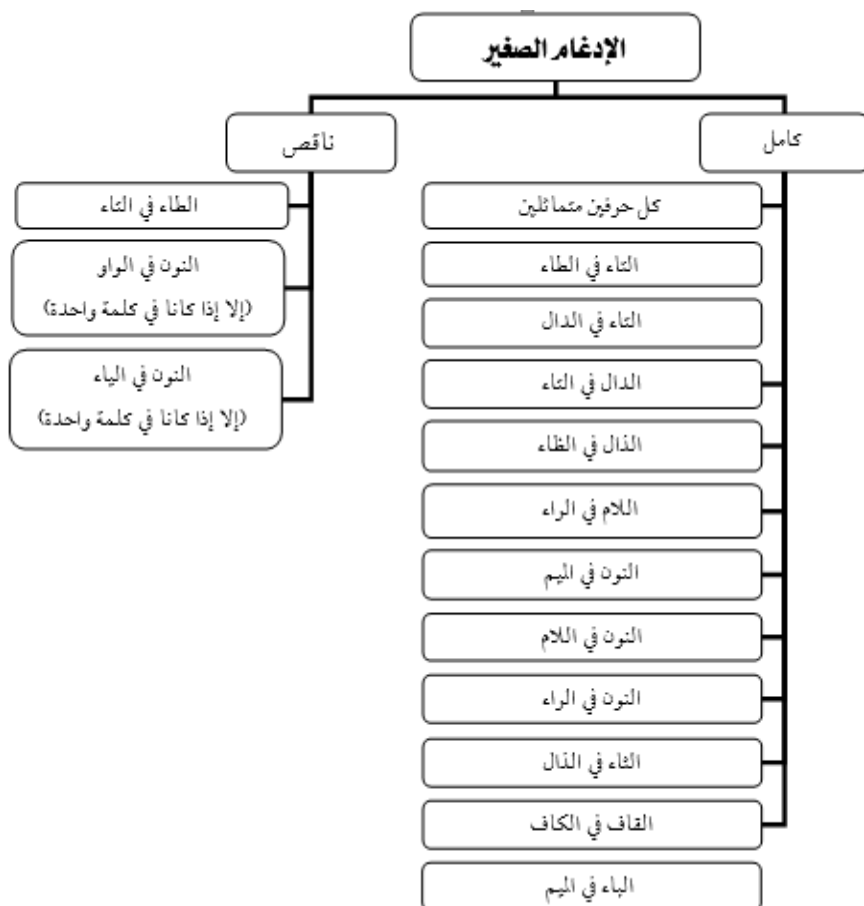 الإدغام الصغير
كامل
كل حرفين متماثلين
التاء في الطاء
التاء في الدال
الدال في التاء
الذال في الظاء
اللام في الراء
النون في الميم
النون في اللام
النون في الراء
الثاء في الذال
القاف في الكاف
الباء في الميم
ناقص
الطاء في التاء
النون في الواو
(إلا إذا كانا في كلمة واحدة)
النون في الياء
(إلا إذا كانا في كلمة واحدة)